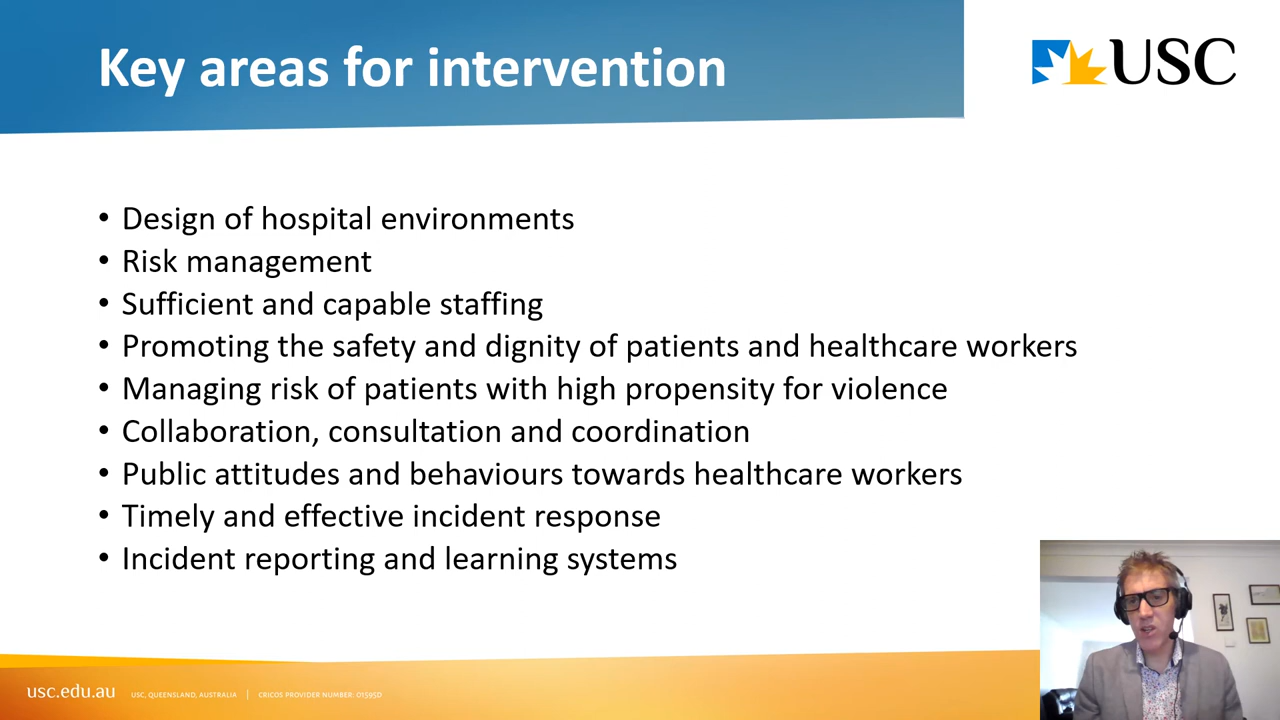 Key areas for intervention
USC
• Design of hospital environments
• Risk management
• Sufficient and capable staffing
• Promoting the safety and dignity of patients and healthcare workers
• Managing risk of patients with high propensity for violence
• Collaboration, consultation and coordination
• Public attitudes and behaviours towards healthcare workers
• Timely and effective incident response
• Incident reporting and learning systems
usc.edu.au USC, QUEENSLAND, AUSTRALIA | CRICOS PROVIDER NUMBER: 01595D